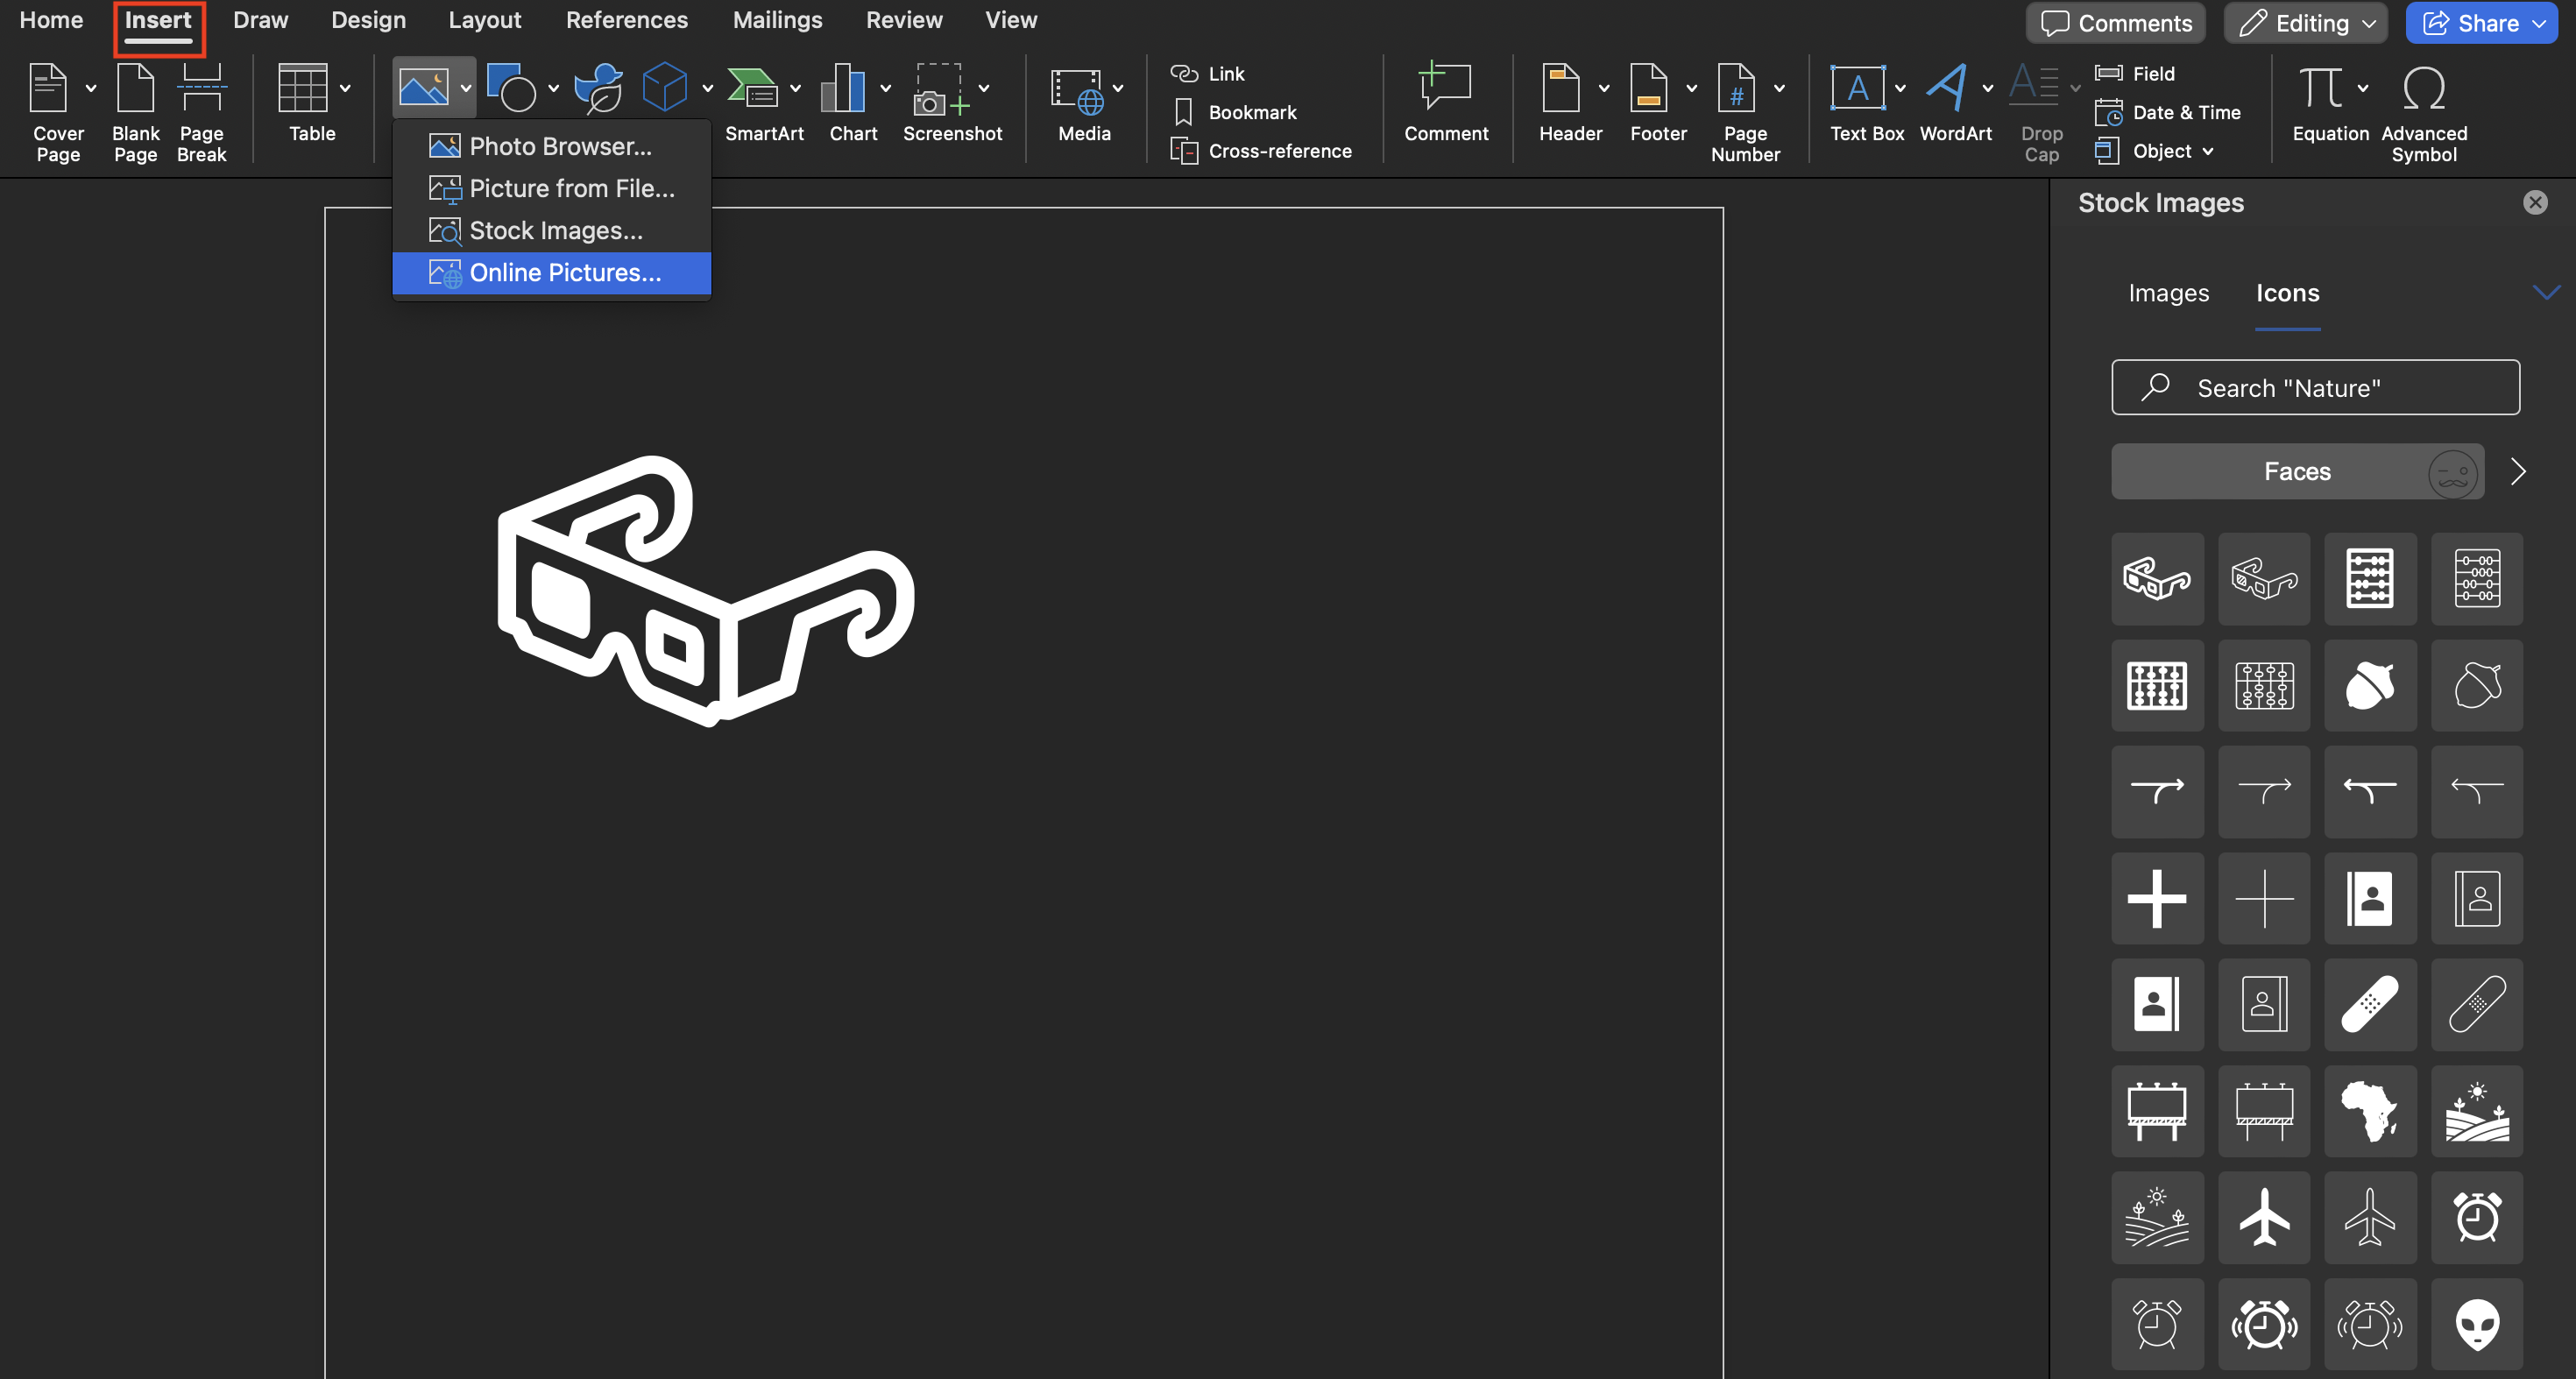 Home Insert Draw Design Layout References Mailings Review View Comments Editing Share
Cover Page
Blank Page
Page Break
Table
SmartArt
Chart
Screenshot
Media
Link
Bookmark
Cross-reference
Comment
Header
Footer
Page Number
#
A
Text Box
WordArt
Drop Cap
Field
Date & Time
Object
Equation
Advanced Symbol
Photo Browser...
Picture from File...
Stock Images...
Online Pictures...
Stock Images
Images Icons
Search "Nature"
Faces